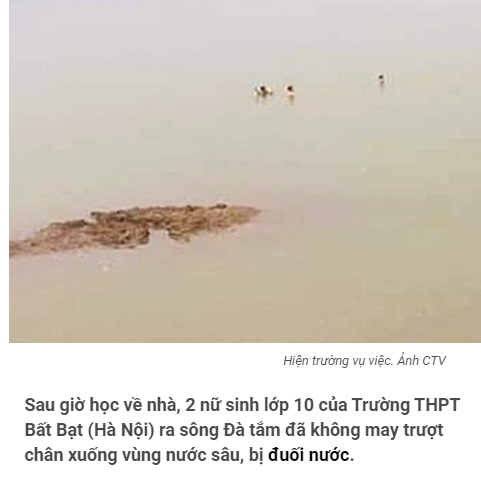 Hiện trường vụ việc. Ảnh CTV
Sau giờ học về nhà, 2 nữ sinh lớp 10 của Trường THPT
Bất Bạt (Hà Nội) ra sông Đà tắm đã không may trượt
chân xuống vùng nước sâu, bị đuối nước.